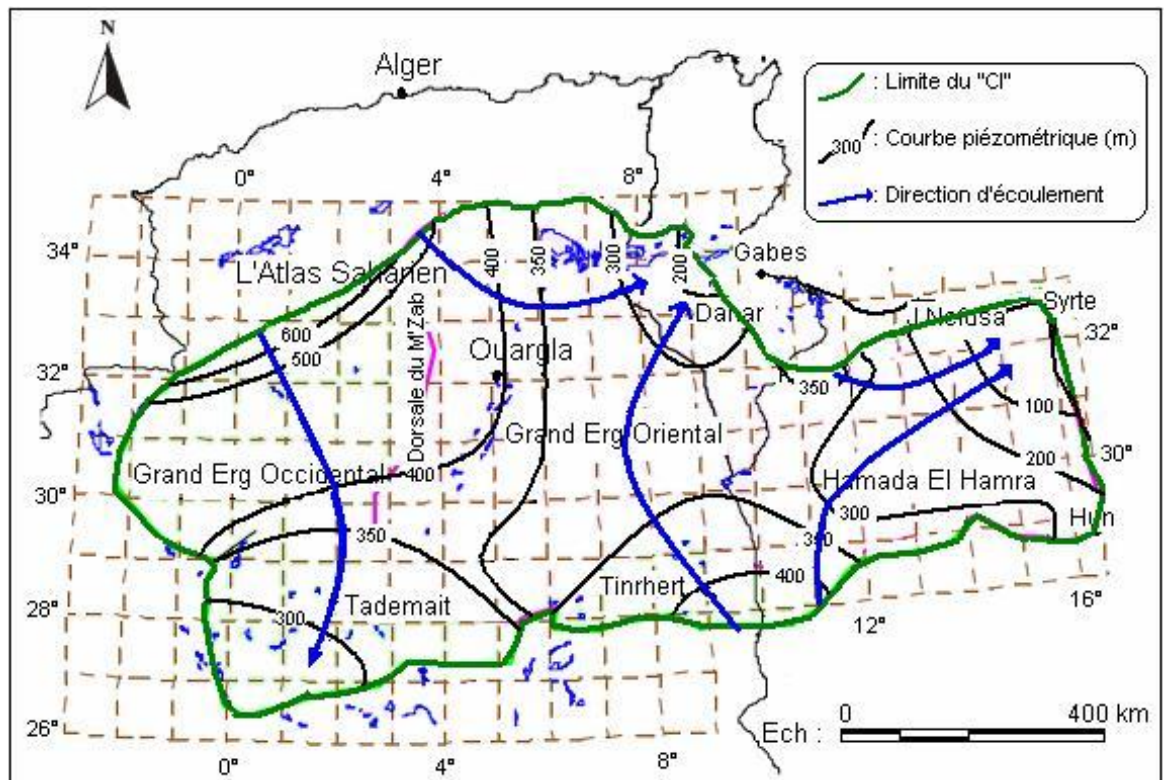 N
Alger
: Limite du "CI"
300 : Courbe piézométrique (m)
: Direction d'écoulement
0° 4° 8°
34°
L'Atlas Saharien
400 350 300 200
Gabes
Dahar
J Nefusa
Syrte
32°
600
500
Dorsale du M'Zab
Ouargla
32°
350
100
Grand Erg Oriental
30°
200
Grand Erg Occidental
400
30°
Hamada El Hamra
300
Hun
350
350
400
Tinrhert
28°
Tademait
300
12°
16°
26°
0° 4 8°
Ech :
0 400 km